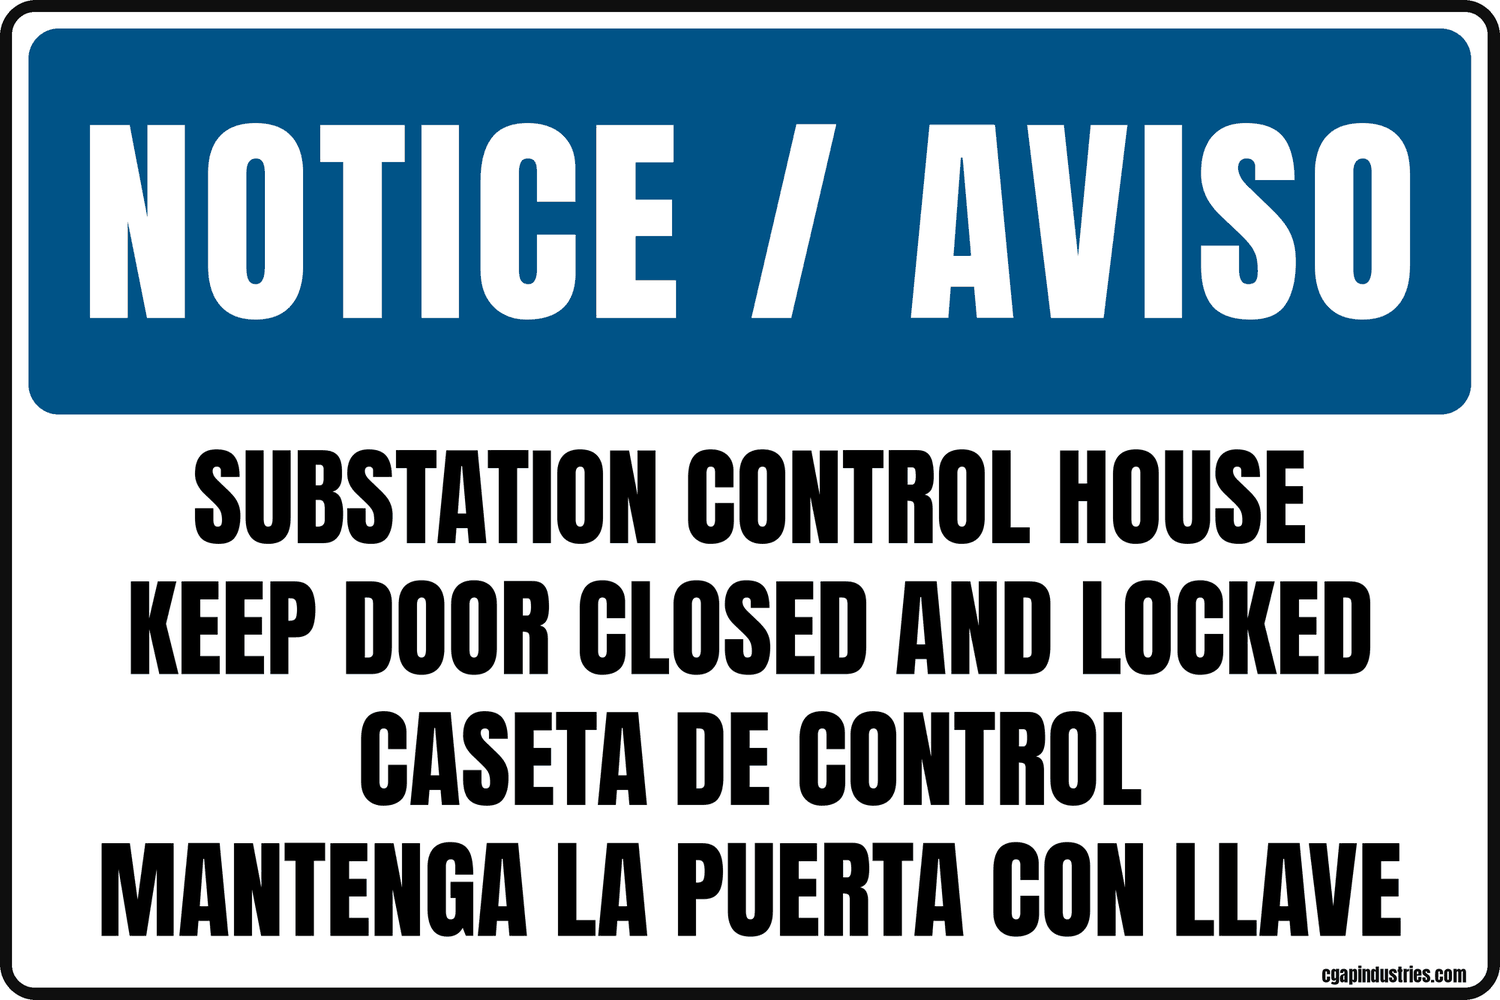 NOTICE / AVISO
SUBSTATION CONTROL HOUSE
KEEP DOOR CLOSED AND LOCKED
CASETA DE CONTROL
MANTENGA LA PUERTA CON LLAVE
cgapindustries.com